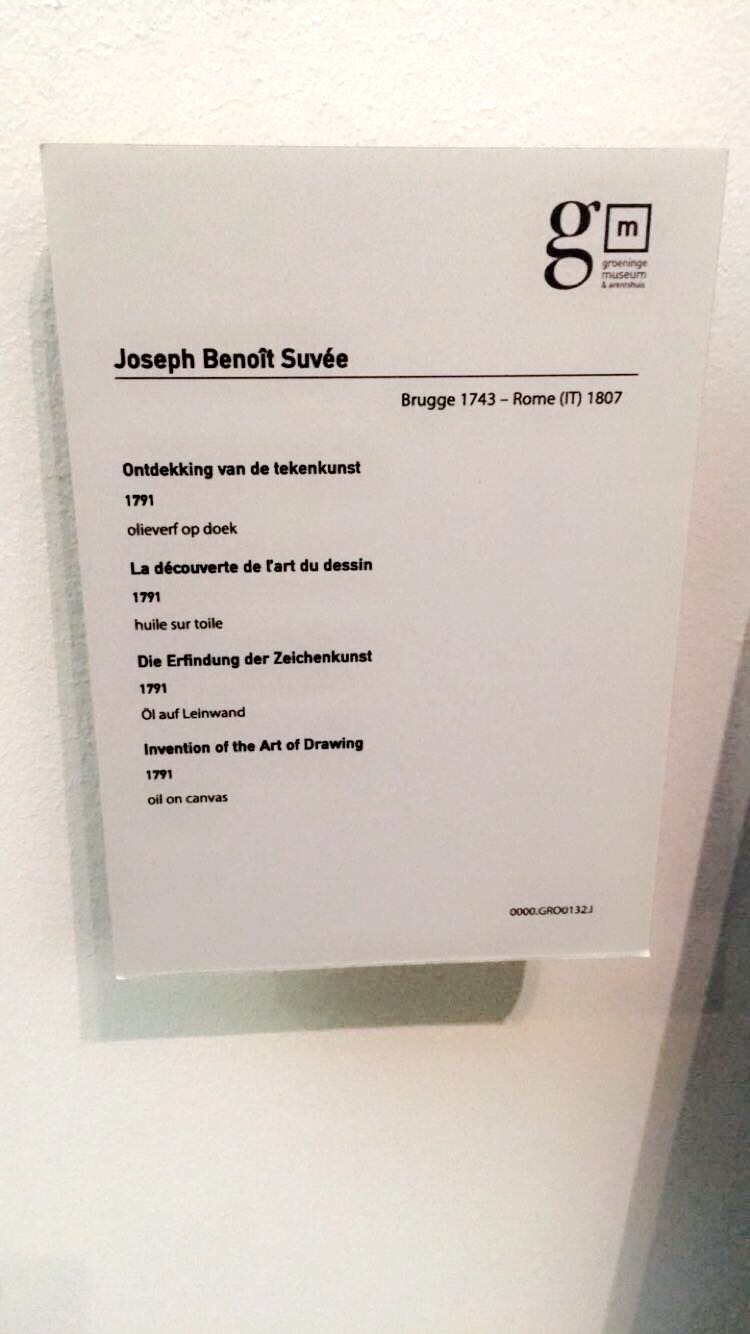 g m
groeninge
museum
& arentshuis
Joseph Benoît Suvée
Brugge 1743 – Rome (IT) 1807
Ontdekking van de tekenkunst
1791
olieverf op doek
La découverte de l'art du dessin
1791
huile sur toile
Die Erfindung der Zeichenkunst
1791
Öl auf Leinwand
Invention of the Art of Drawing
1791
oil on canvas
0000.GRO0132.I